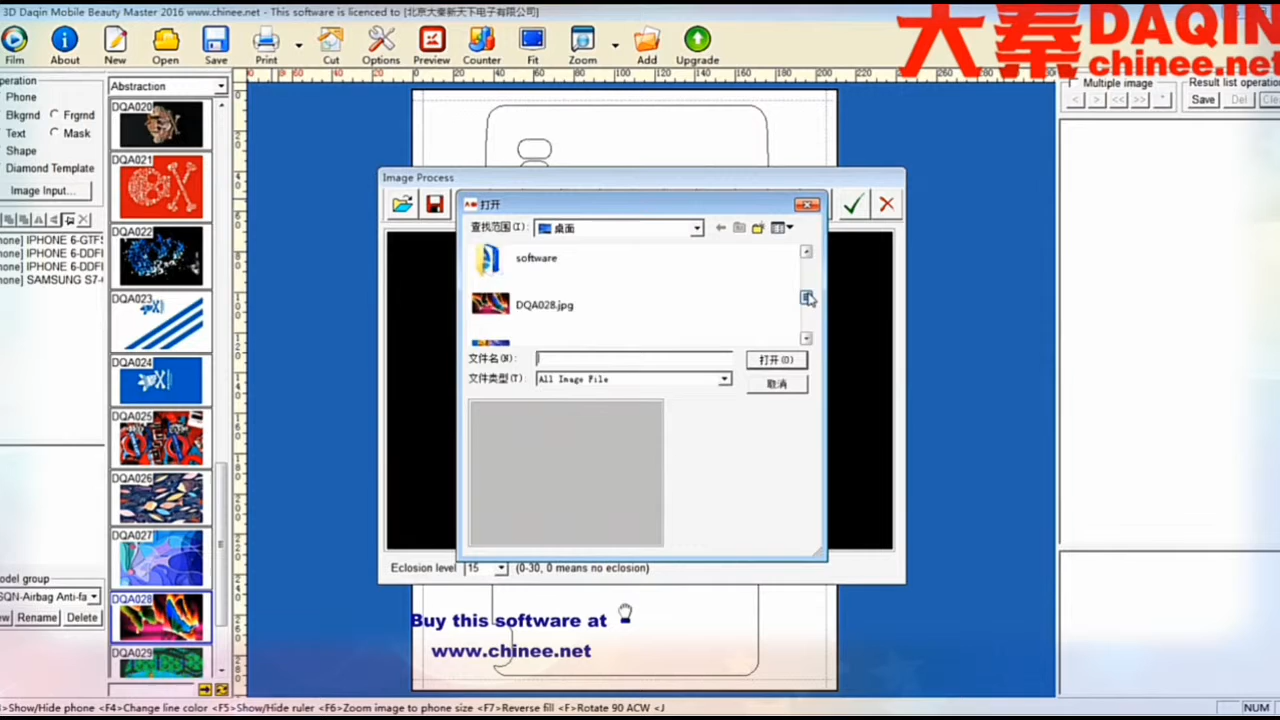 3D Daqin Mobile Beauty Master 2016 www.chinee.net - This software is licenced to [北京大秦新天下电子有限公司]
大秦 DAQIN
chinee.net
Film
About
New
Open
Save
Print
Cut
Options
Preview
Counter
Fit
Zoom
Add
Upgrade
peration
Phone
Bkgrnd
Frgrnd
Text
Mask
Shape
Diamond Template
Image Input...
hone] IPHONE 6-GTF
hone] IPHONE 6-DDFI
hone] IPHONE 6-DDFI
hone] SAMSUNG S7-
odel group
SQN-Airbag Anti-fa
ew
Rename
Delete
Abstraction
DQA020
DQA021
DQA022
DQA023
DQA024
DQA025
DQA026
DQA027
DQA028
DQA029
Image Process
打开
查找范围(I):
桌面
software
DQA028.jpg
文件名(N):
打开(O)
文件类型(T):
All Image File
取消
Eclosion level
15
(0-30, 0 means no eclosion)
Buy this software at
www.chinee.net
Multiple image
Result list operation
<
>
<<
>>
*
Save
Del
Cle
>Show/Hide phone <F4>Change line color <F5>Show/Hide ruler <F6>Zoom image to phone size <F7>Reverse fill <F>Rotate 90 ACW <J
NUM